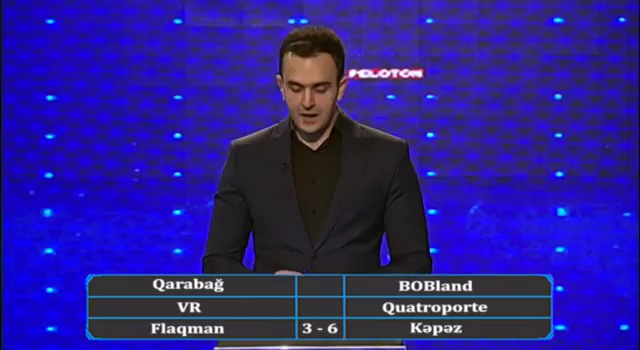 PELOTON
Qarabağ BOBland
VR Quatroporte
Flaqman 3 - 6 Kəpəz